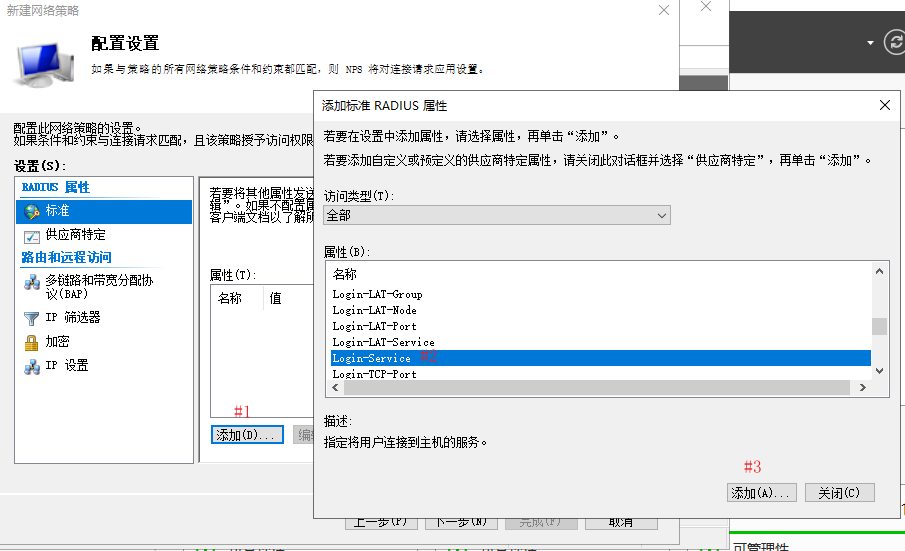 新建网络策略
配置设置
如果与策略的所有网络策略条件和约束都匹配，则 NPS 将对连接请求应用设置。
配置此网络策略的设置。
如果条件和约束与连接请求匹配，且该策略授予访问权限
设置(S):
RADIUS 属性
标准
供应商特定
路由和远程访问
多链路和带宽分配协
议(BAP)
IP 筛选器
加密
IP 设置
若要将其他属性发送
辑”。如果不配置属
客户端文档以了解所
属性(T):
名称 值
#1
添加(D)...
编辑
上一步(P) 下一步(N) 完成(F) 取消
添加标准 RADIUS 属性
若要在设置中添加属性，请选择属性，再单击“添加”。
若要添加自定义或预定义的供应商特定属性，请关闭此对话框并选择“供应商特定”，再单击“添加”。
访问类型(T):
全部
属性(B):
名称
Login-LAT-Group
Login-LAT-Node
Login-LAT-Port
Login-LAT-Service
Login-Service #2
Login-TCP-Port
描述:
指定将用户连接到主机的服务。
#3
添加(A)... 关闭(C)
可管理性